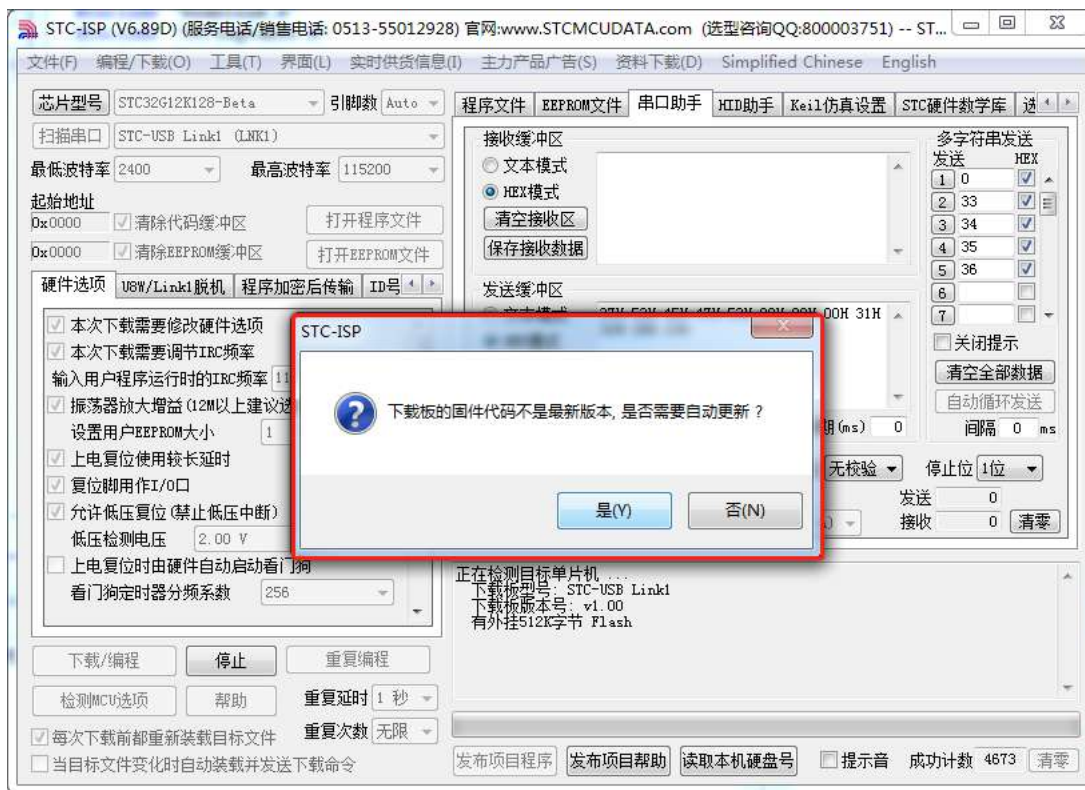 STC-ISP (V6.89D) (服务电话/销售电话: 0513-55012928) 官网:www.STCMCUDATA.com (选型咨询QQ:800003751) -- ST...
文件(F) 编程/下载(O) 工具(T) 界面(L) 实时供货信息(I) 主力产品广告(S) 资料下载(D) Simplified Chinese English
芯片型号 STC32G12K128-Beta 引脚数 Auto
扫描串口 STC-USB Link1 (LNK1)
最低波特率 2400 最高波特率 115200
起始地址
0x0000 清除代码缓冲区 打开程序文件
0x0000 清除EEPROM缓冲区 打开EEPROM文件
硬件选项 U8W/Link1脱机 程序加密后传输 ID号
本次下载需要修改硬件选项
本次下载需要调节IRC频率
输入用户程序运行时的IRC频率 11
振荡器放大增益(12M以上建议选
设置用户EEPROM大小 1
上电复位使用较长延时
复位脚用作I/O口
允许低压复位(禁止低压中断)
低压检测电压 2.00 V
上电复位时由硬件自动启动看门狗
看门狗定时器分频系数 256
下载/编程 停止 重复编程
检测MCU选项 帮助 重复延时 1 秒
重复次数 无限
每次下载前都重新装载目标文件
当目标文件变化时自动装载并发送下载命令
程序文件 EEPROM文件 串口助手 HID助手 Keil仿真设置 STC硬件数学库 选
接收缓冲区
文本模式
HEX模式
清空接收区
保存接收数据
发送缓冲区
00H 31H
多字符串发送
发送 HEX
1 0
2 33
3 34
4 35
5 36
6
7
关闭提示
清空全部数据
自动循环发送
期(ms) 0 间隔 0 ms
无校验 停止位 1位
发送 0
接收 0 清零
STC-ISP
下载板的固件代码不是最新版本, 是否需要自动更新 ?
是(Y) 否(N)
正在检测目标单片机 ...
下载板型号: STC-USB Link1
下载板版本号: v1.00
有外挂512K字节 Flash
发布项目程序 发布项目帮助 读取本机硬盘号 提示音 成功计数 4673 清零